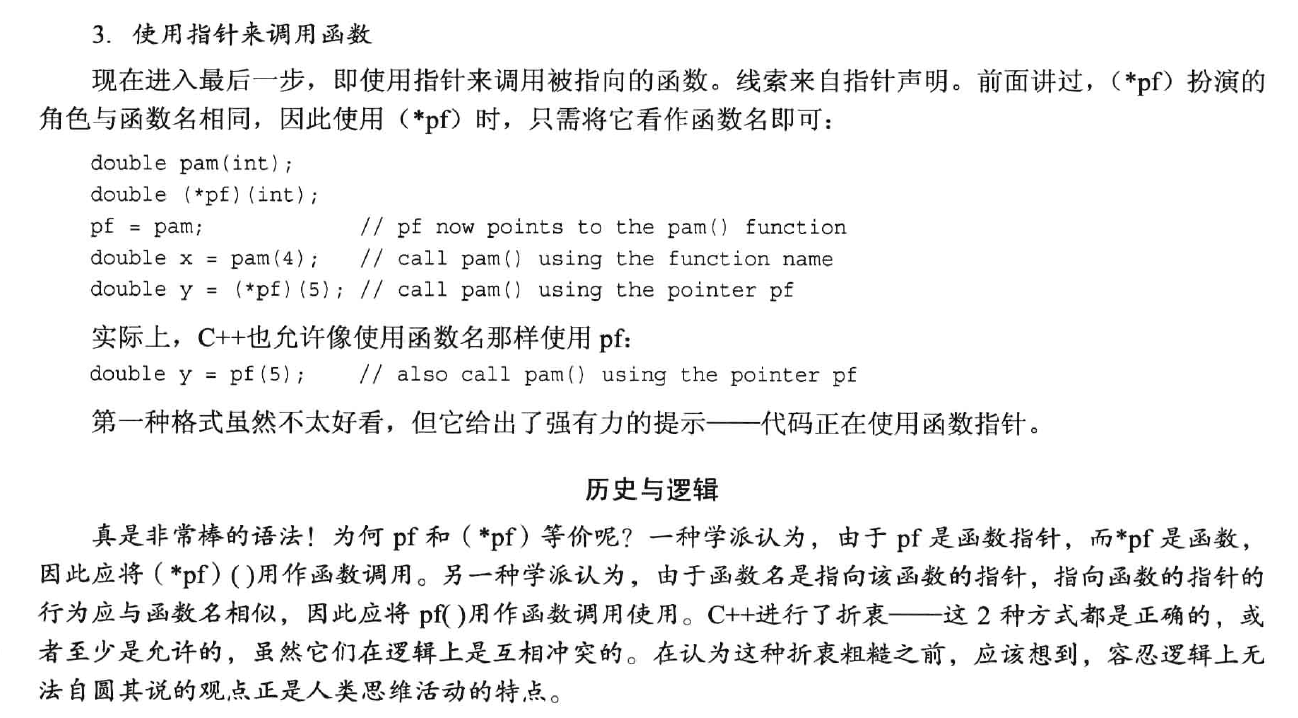 3. 使用指针来调用函数
现在进入最后一步，即使用指针来调用被指向的函数。线索来自指针声明。前面讲过，（*pf）扮演的
角色与函数名相同，因此使用（*pf）时，只需将它看作函数名即可：
double pam(int);
double (*pf)(int);
pf = pam;            // pf now points to the pam() function
double x = pam(4);   // call pam() using the function name
double y = (*pf)(5); // call pam() using the pointer pf
实际上，C++也允许像使用函数名那样使用 pf：
double y = pf(5);    // also call pam() using the pointer pf
第一种格式虽然不太好看，但它给出了强有力的提示——代码正在使用函数指针。
历史与逻辑
真是非常棒的语法！为何 pf 和（*pf）等价呢？一种学派认为，由于 pf 是函数指针，而*pf 是函数，
因此应将（*pf）( )用作函数调用。另一种学派认为，由于函数名是指向该函数的指针，指向函数的指针的
行为应与函数名相似，因此应将 pf( )用作函数调用使用。C++进行了折衷——这 2 种方式都是正确的，或
者至少是允许的，虽然它们在逻辑上是互相冲突的。在认为这种折衷粗糙之前，应该想到，容忍逻辑上无
法自圆其说的观点正是人类思维活动的特点。